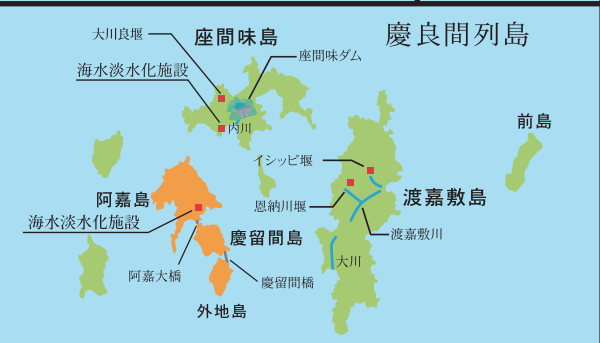 慶良間列島
大川良堰
座間味島
座間味ダム
海水淡水化施設
内川
前島
イシッピ堰
阿嘉島
渡嘉敷島
恩納川堰
海水淡水化施設
慶留間島
渡嘉敷川
大川
阿嘉大橋
慶留間橋
外地島